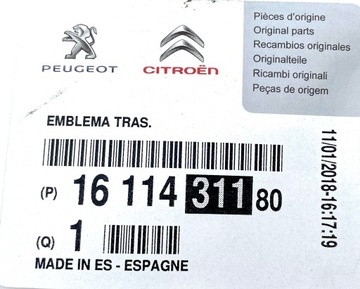 PEUGEOT
CITROËN
Pièces d'origine
Original parts
Recambios originales
Originalteile
Ricambi originali
Peças de origem
EMBLEMA TRAS.
(P) 16 114 311 80
(Q) 1
MADE IN ES - ESPAGNE
11/01/2018-16:17:19